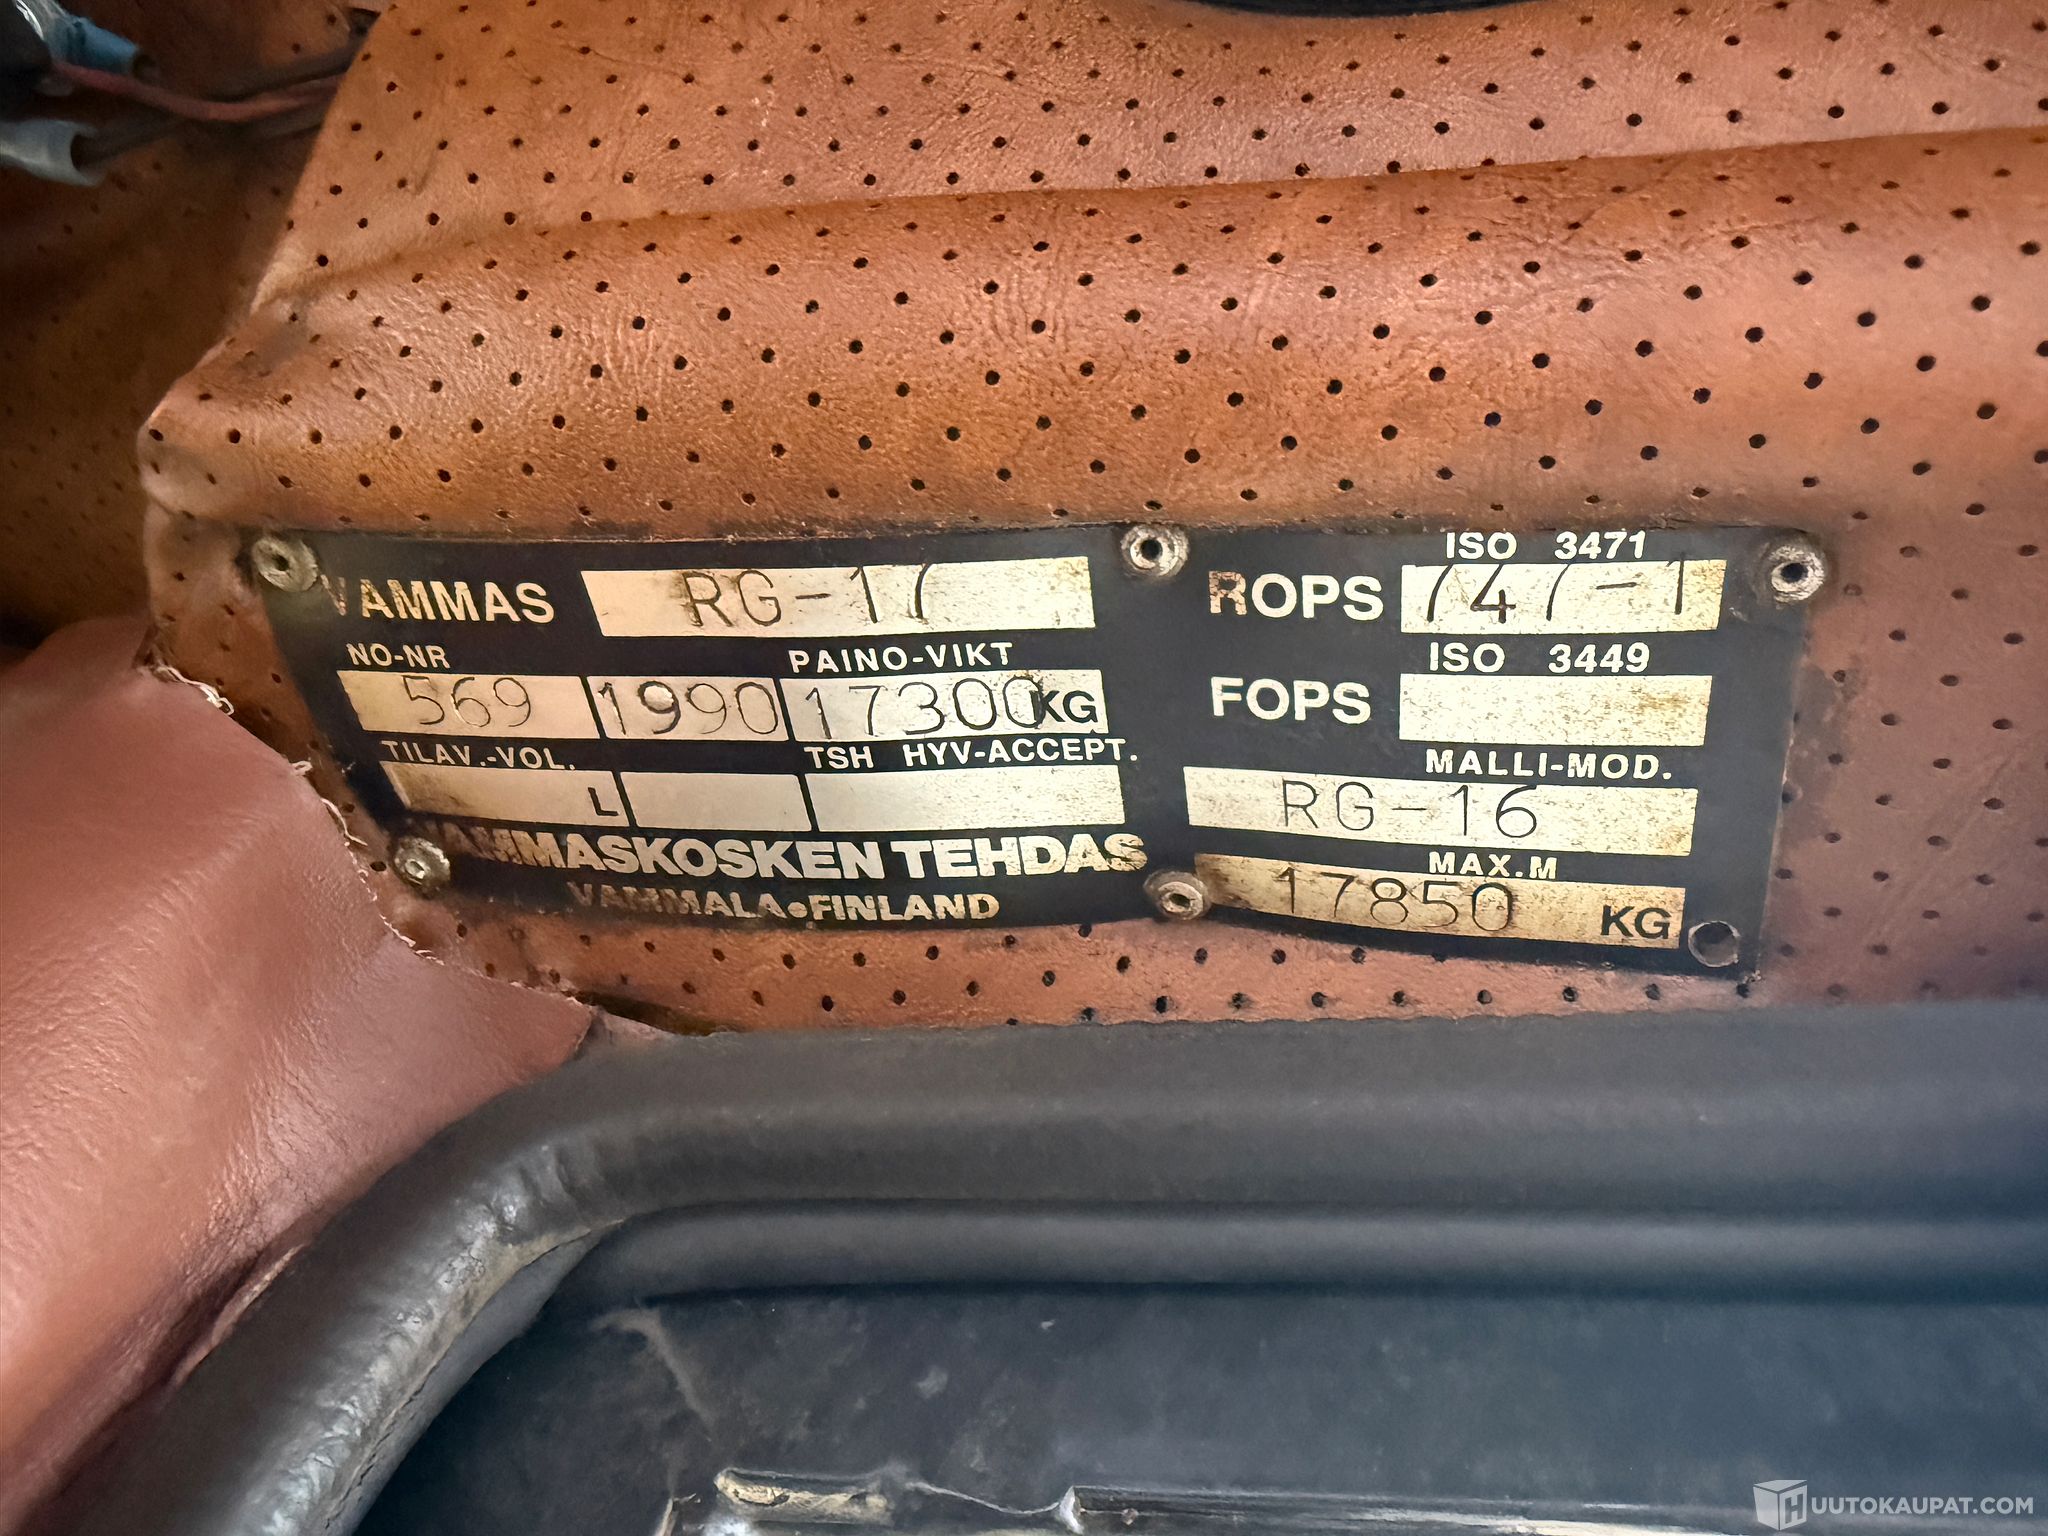 VAMMAS RG-17
NO-NR PAINO-VIKT
569 1990 17300 KG
TILAV.-VOL. TSH HYV-ACCEPT.
L
VAMMASKOSKEN TEHDAS
VAMMALA•FINLAND
ISO 3471
ROPS 747-1
ISO 3449
FOPS
MALLI-MOD.
RG-16
MAX.M
17850 KG
HUUTOKAUPAT.COM